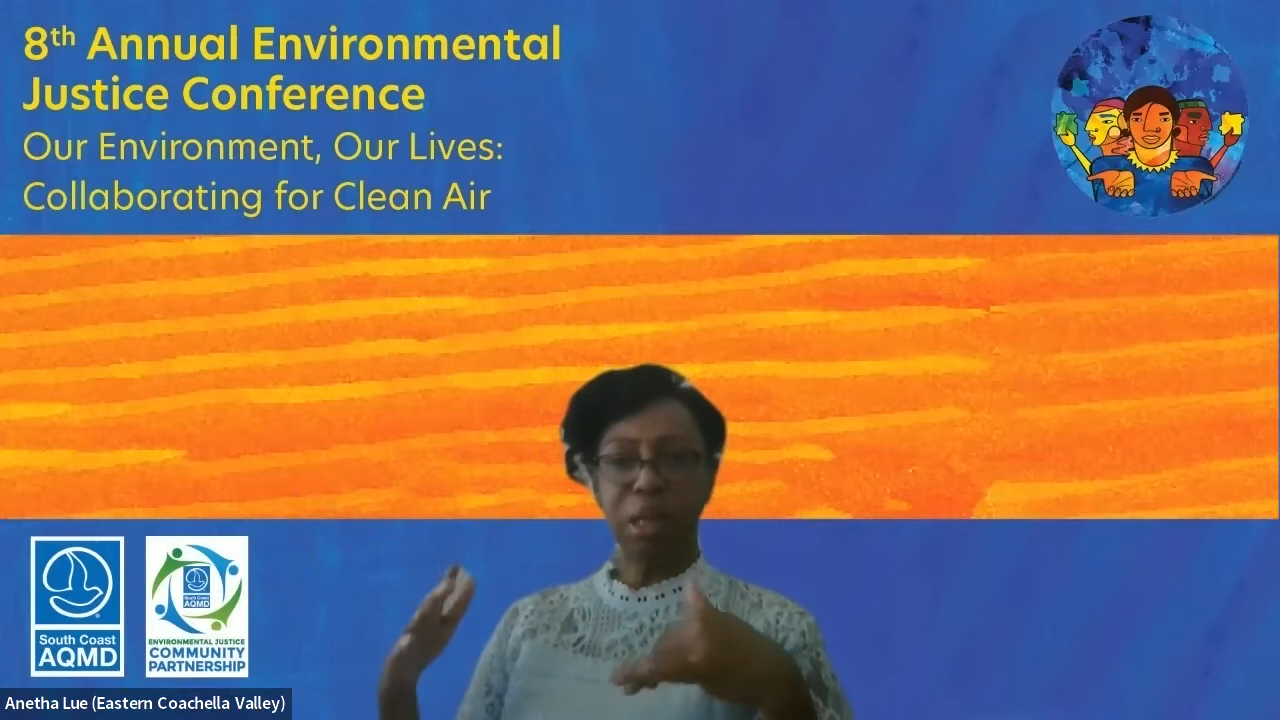 8th Annual Environmental
Justice Conference
Our Environment, Our Lives:
Collaborating for Clean Air
South Coast
AQMD
South Coast
AQMD
ENVIRONMENTAL JUSTICE
COMMUNITY
PARTNERSHIP
Anetha Lue (Eastern Coachella Valley)